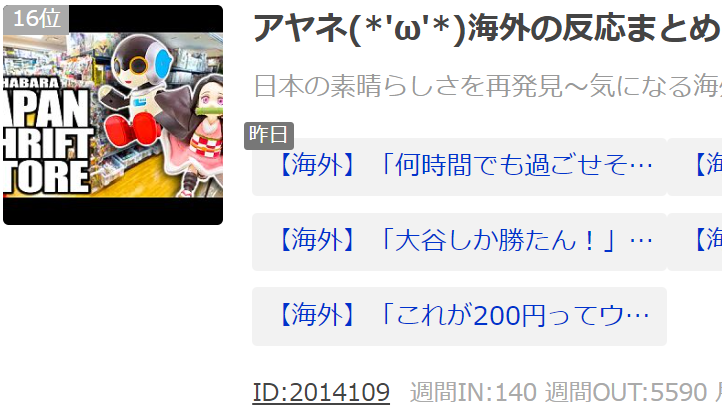 16位
アヤネ(*'ω'*)海外の反応まとめ
HABARA
APAN
HRIFT
TORE
日本の素晴らしさを再発見～気になる海
昨日
【海外】「何時間でも過ごせそ…
【海外】「大谷しか勝たん！」…
【海外】「これが200円ってウ…
ID:2014109 週間IN:140 週間OUT:5590